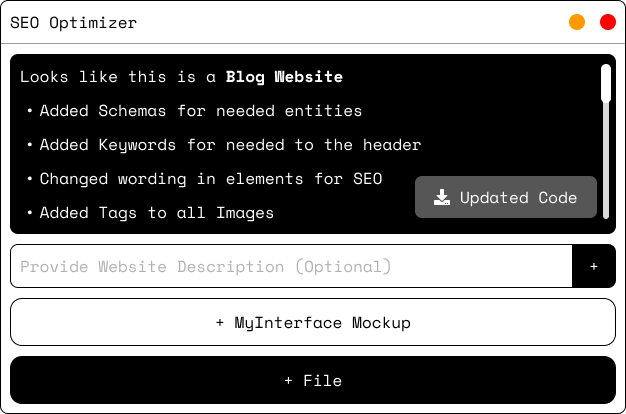 SEO Optimizer
Looks like this is a Blog Website
• Added Schemas for needed entities
• Added Keywords for needed to the header
• Changed wording in elements for SEO
• Added Tags to all Images
Updated Code
Provide Website Description (Optional)
+
+ MyInterface Mockup
+ File